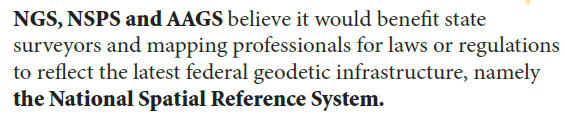 NGS, NSPS and AAGS believe it would benefit state
surveyors and mapping professionals for laws or regulations
to reflect the latest federal geodetic infrastructure, namely
the National Spatial Reference System.